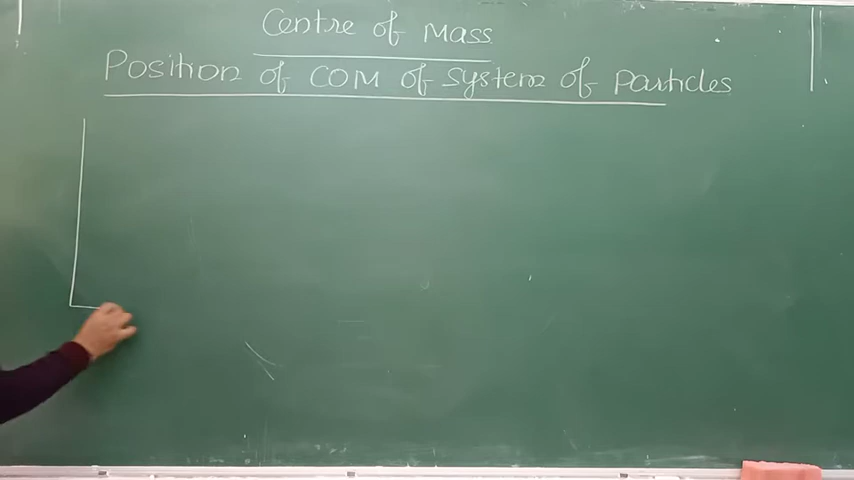 Centre of Mass
Position of COM of System of Particles